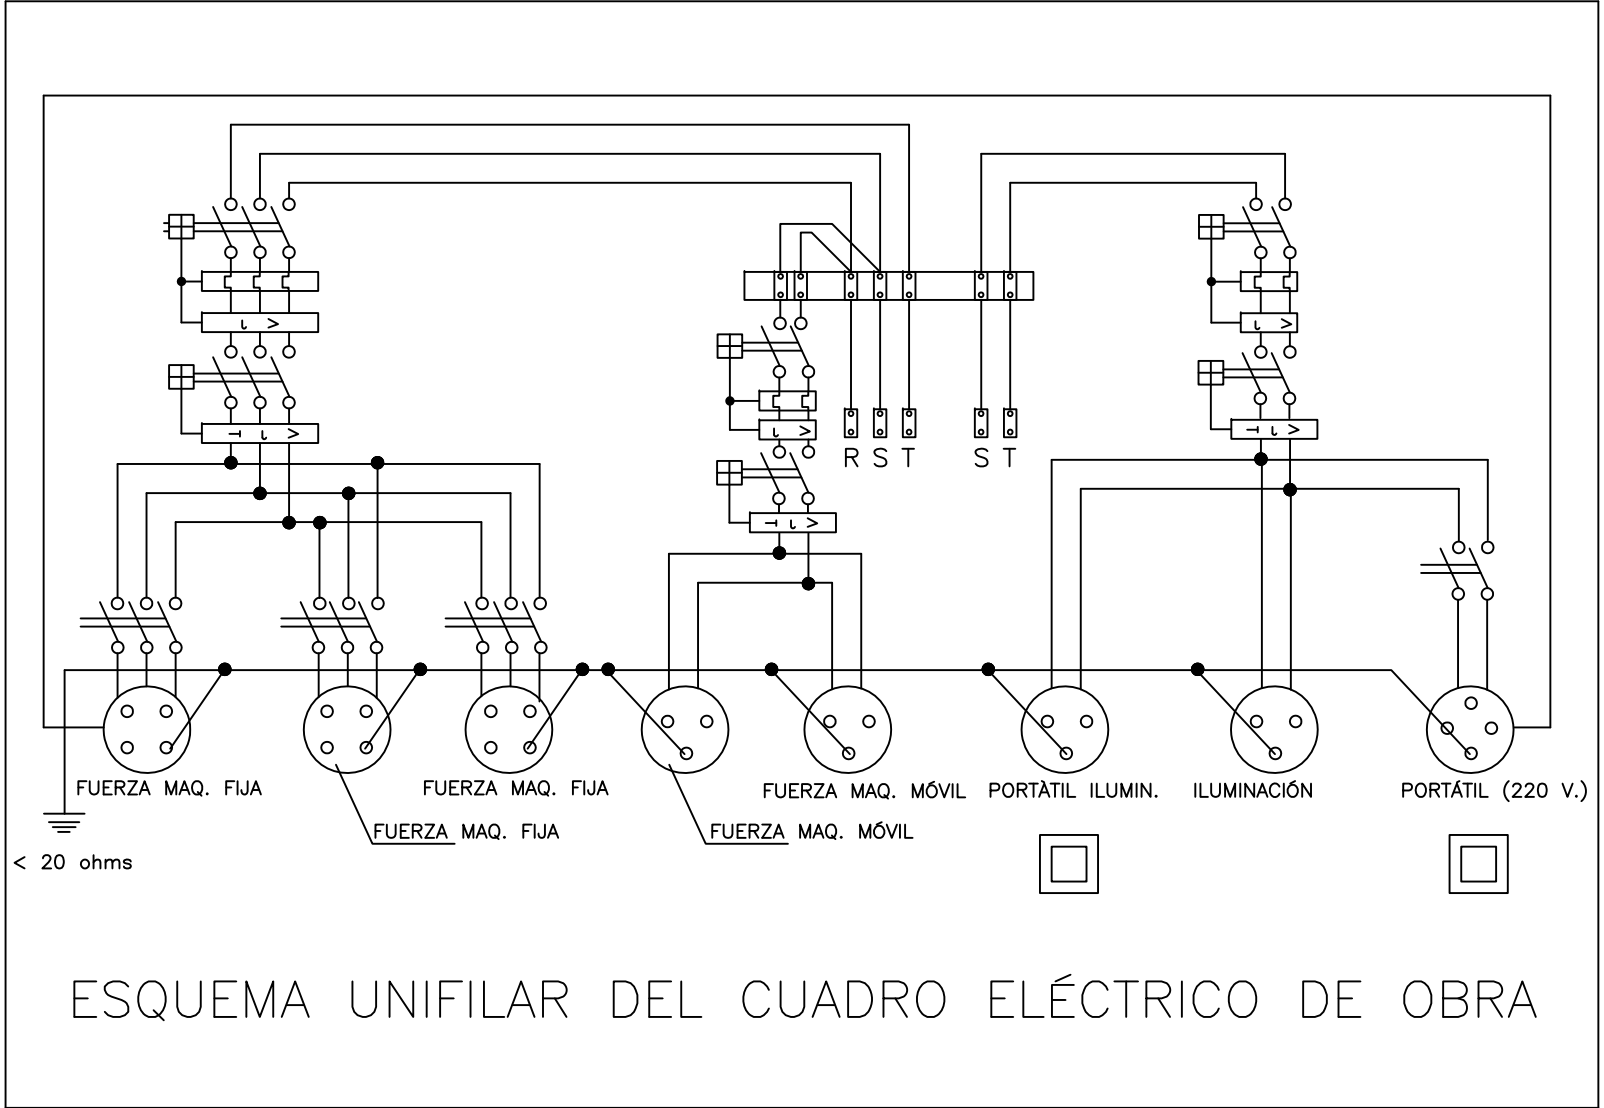 R S T S T
FUERZA MAQ. FIJA
FUERZA MAQ. FIJA
FUERZA MAQ. MÓVIL
PORTÀTIL ILUMIN.
ILUMINACIÓN
PORTÁTIL (220 V.)
FUERZA MAQ. FIJA
FUERZA MAQ. MÓVIL
< 20 ohms
ESQUEMA UNIFILAR DEL CUADRO ELÉCTRICO DE OBRA